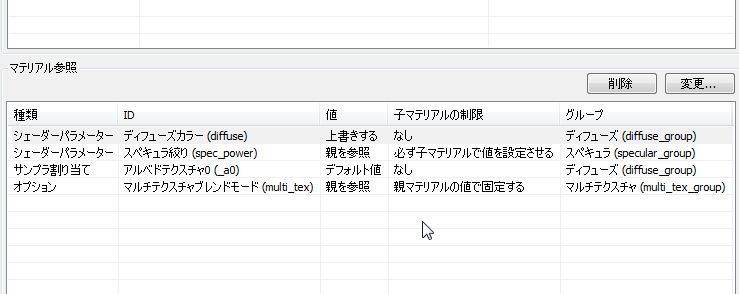 マテリアル参照
削除 変更...
種類 ID 値 子マテリアルの制限 グループ
シェーダーパラメーター ディフューズカラー (diffuse) 上書きする なし ディフューズ (diffuse_group)
シェーダーパラメーター スペキュラ絞り (spec_power) 親を参照 必ず子マテリアルで値を設定させる スペキュラ (specular_group)
サンプラ割り当て アルベドテクスチャ0 (_a0) デフォルト値 なし ディフューズ (diffuse_group)
オプション マルチテクスチャブレンドモード (multi_tex) 親を参照 親マテリアルの値で固定する マルチテクスチャ (multi_tex_group)